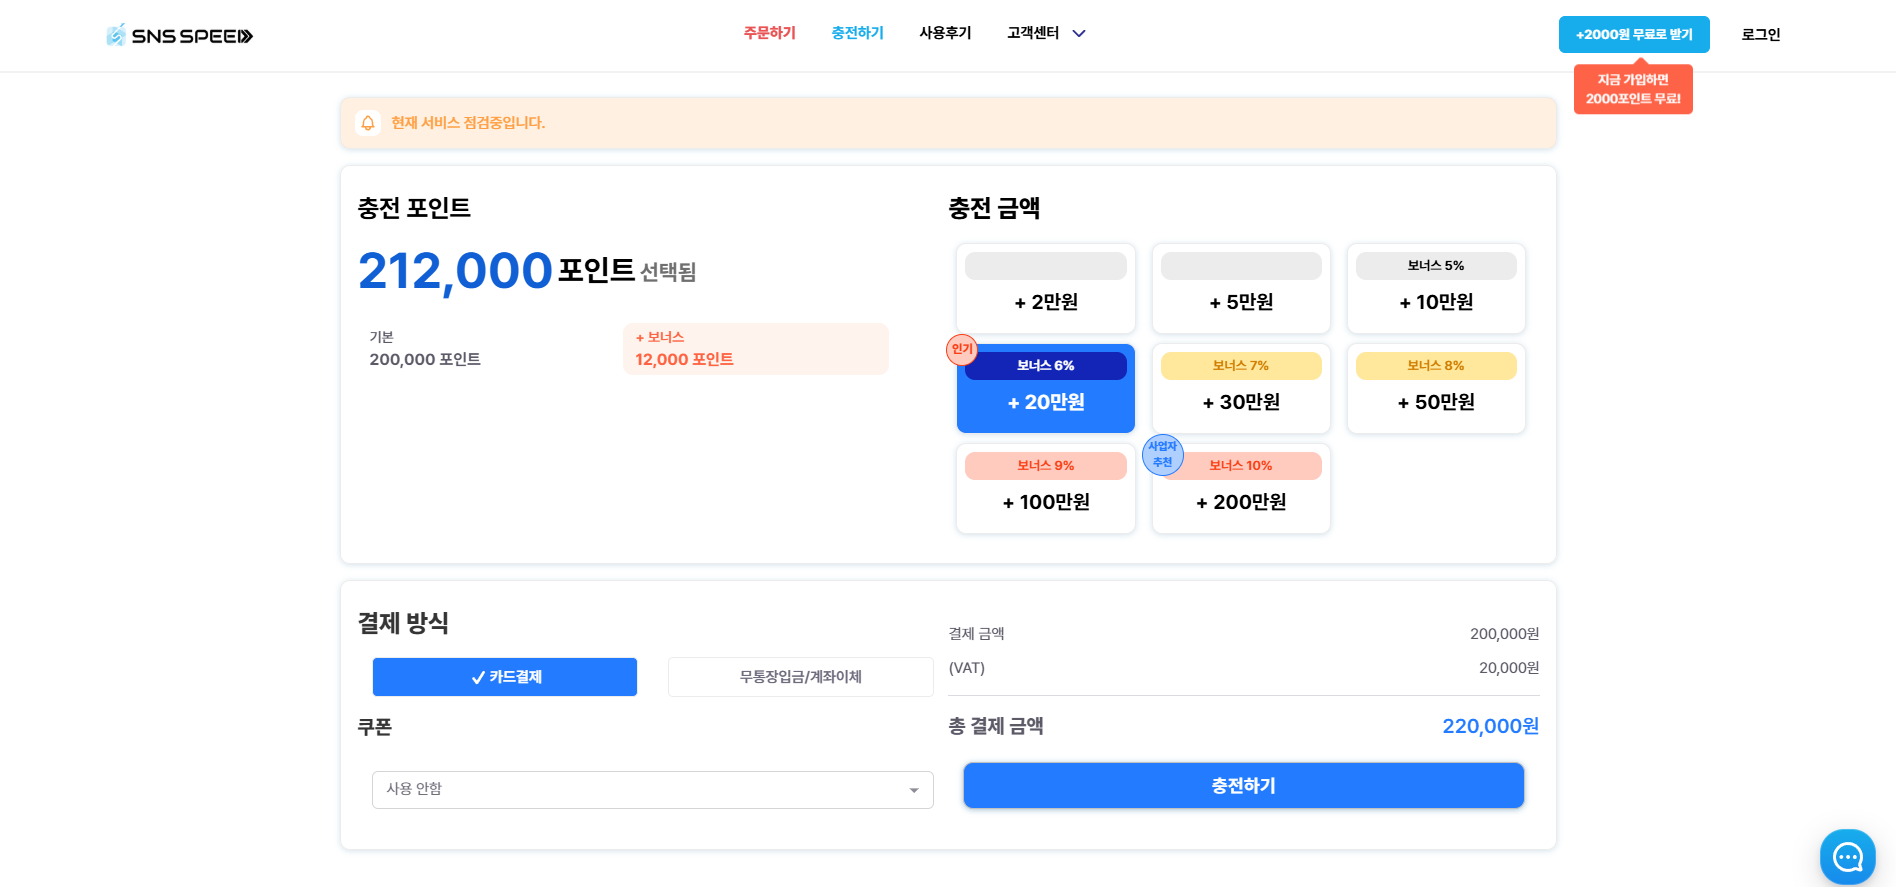 SNS SPEED
주문하기
충전하기
사용후기
고객센터
+2000원 무료로 받기
로그인
지금 가입하면
2000포인트 무료!
현재 서비스 점검중입니다.
충전 포인트
212,000 포인트 선택됨
기본
200,000 포인트
+ 보너스
12,000 포인트
충전 금액
+ 2만원
+ 5만원
보너스 5%
+ 10만원
인기
보너스 6%
+ 20만원
보너스 7%
+ 30만원
보너스 8%
+ 50만원
보너스 9%
+ 100만원
사업자
추천
보너스 10%
+ 200만원
결제 방식
✓ 카드결제
무통장입금/계좌이체
쿠폰
사용 안함
결제 금액 200,000원
(VAT) 20,000원
총 결제 금액 220,000원
충전하기